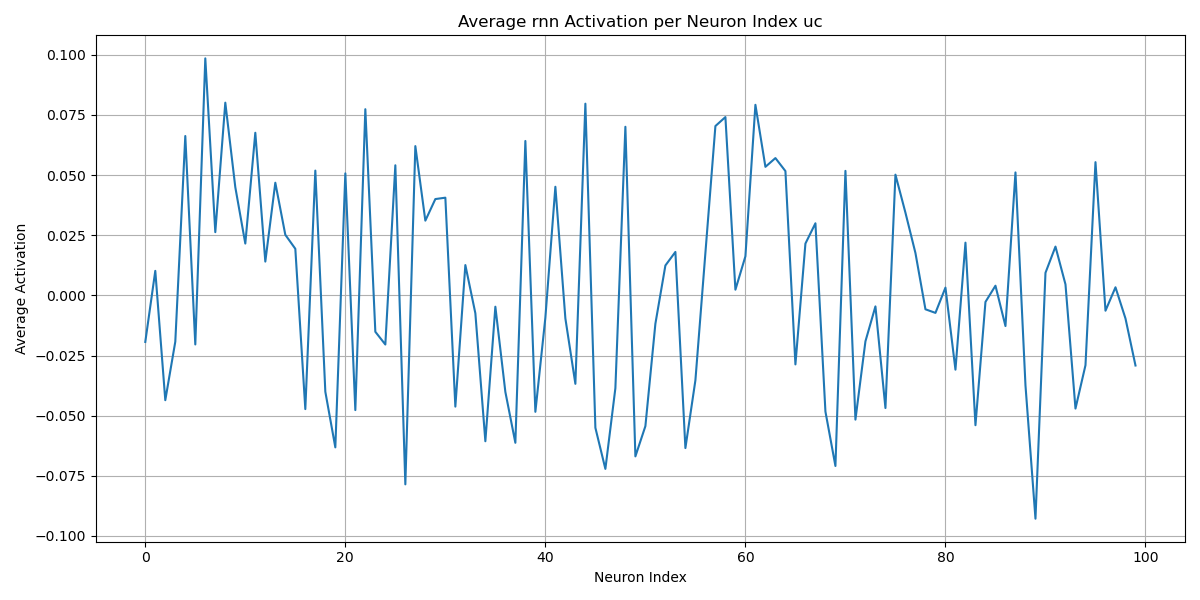 Average rnn Activation per Neuron Index uc
Average Activation
0.100
0.075
0.050
0.025
0.000
−0.025
−0.050
−0.075
−0.100
0 20 40 60 80 100
Neuron Index